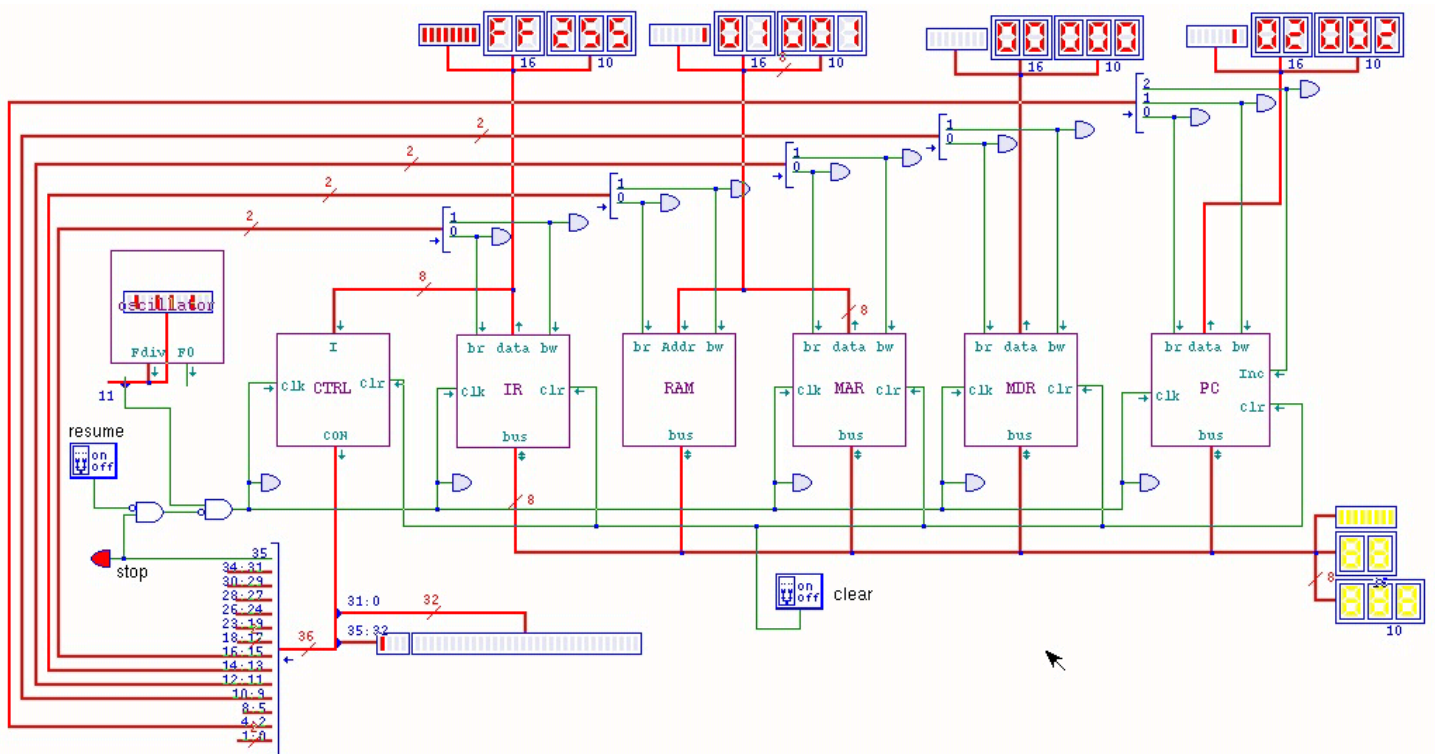 FF 255
01 001
00 000
02 002
16 10
16 8 10
16 10
16 10
2
1
0
2
1
0
2
1
0
2
1
0
2
1
0
oscillator
Fdiv F0
11
8
8
I
clk CTRL clr
CON
br data bw
clk IR clr
bus
br Addr bw
RAM
bus
br data bw
clk MAR clr
bus
br data bw
clk MDR clr
bus
br data bw
Inc
clk PC
clr
bus
resume
on
off
8
stop
on
off
clear
8
88
16
888
10
35
34:31
30:29
28:27
26:24
23:19
18:17
16:15
14:13
12:11
10:9
8:5
4:2
1:0
36
31:0 32
35:32